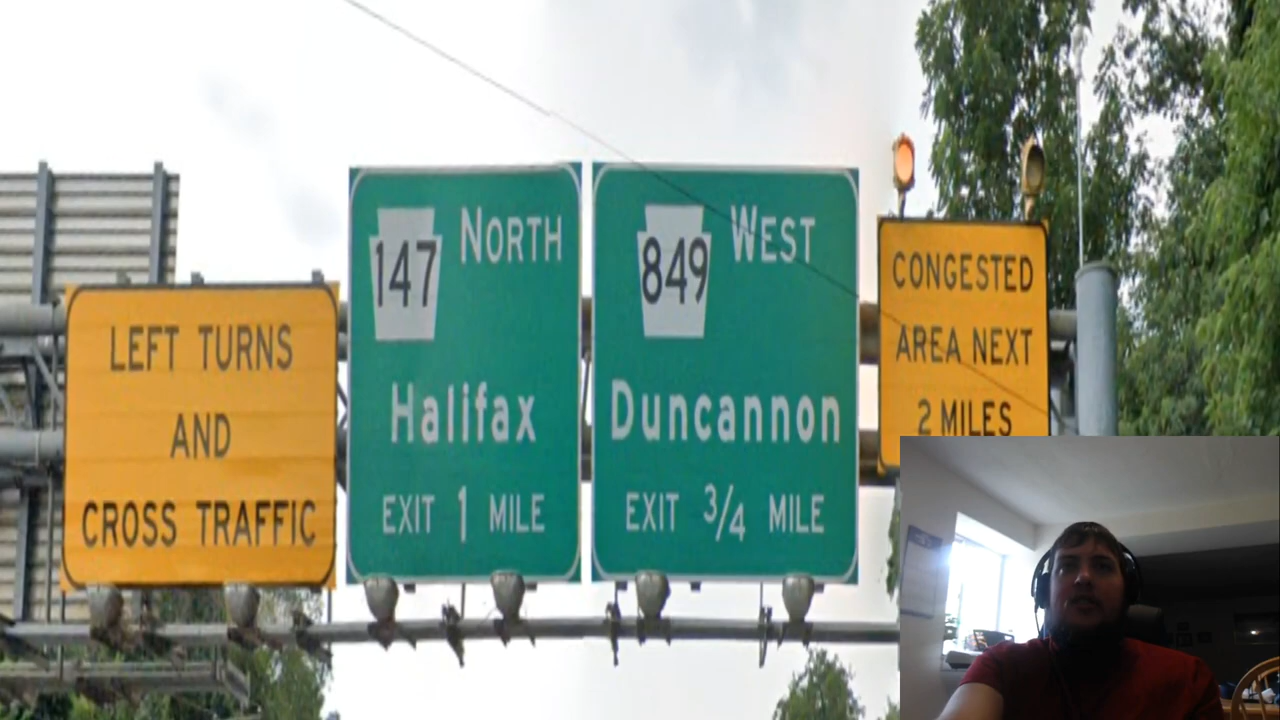 LEFT TURNS
AND
CROSS TRAFFIC
147 NORTH
Halifax
EXIT 1 MILE
849 WEST
Duncannon
EXIT 3/4 MILE
CONGESTED
AREA NEXT
2 MILES